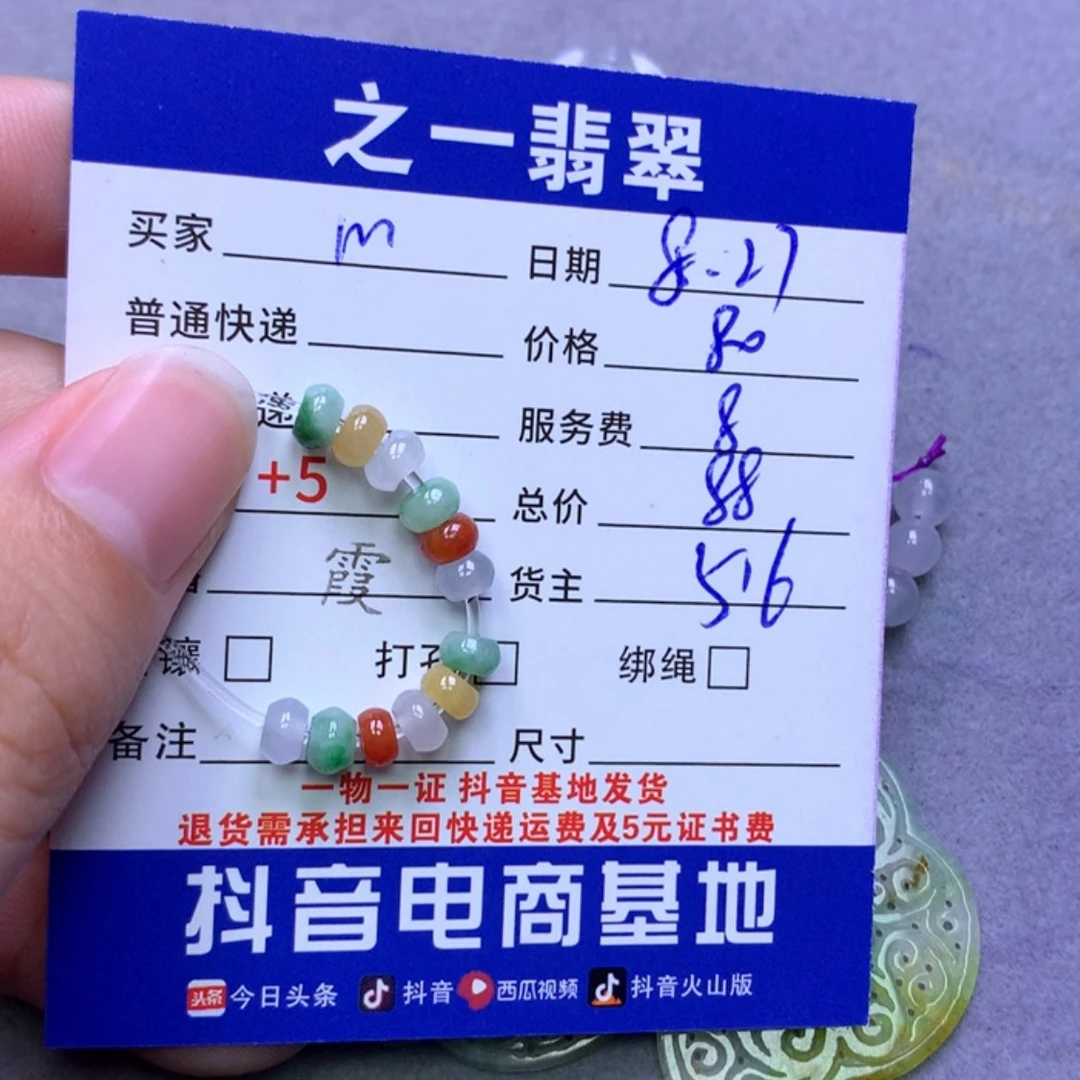 之一翡翠
买家 m 日期 8.27
普通快递 价格 80
递 服务费 8
+5 总价 88
霞 货主 516
镶 打孔 绑绳
备注 尺寸
一物一证 抖音基地发货
退货需承担来回快递运费及5元证书费
抖音电商基地
头条 今日头条 抖音 西瓜视频 抖音火山版